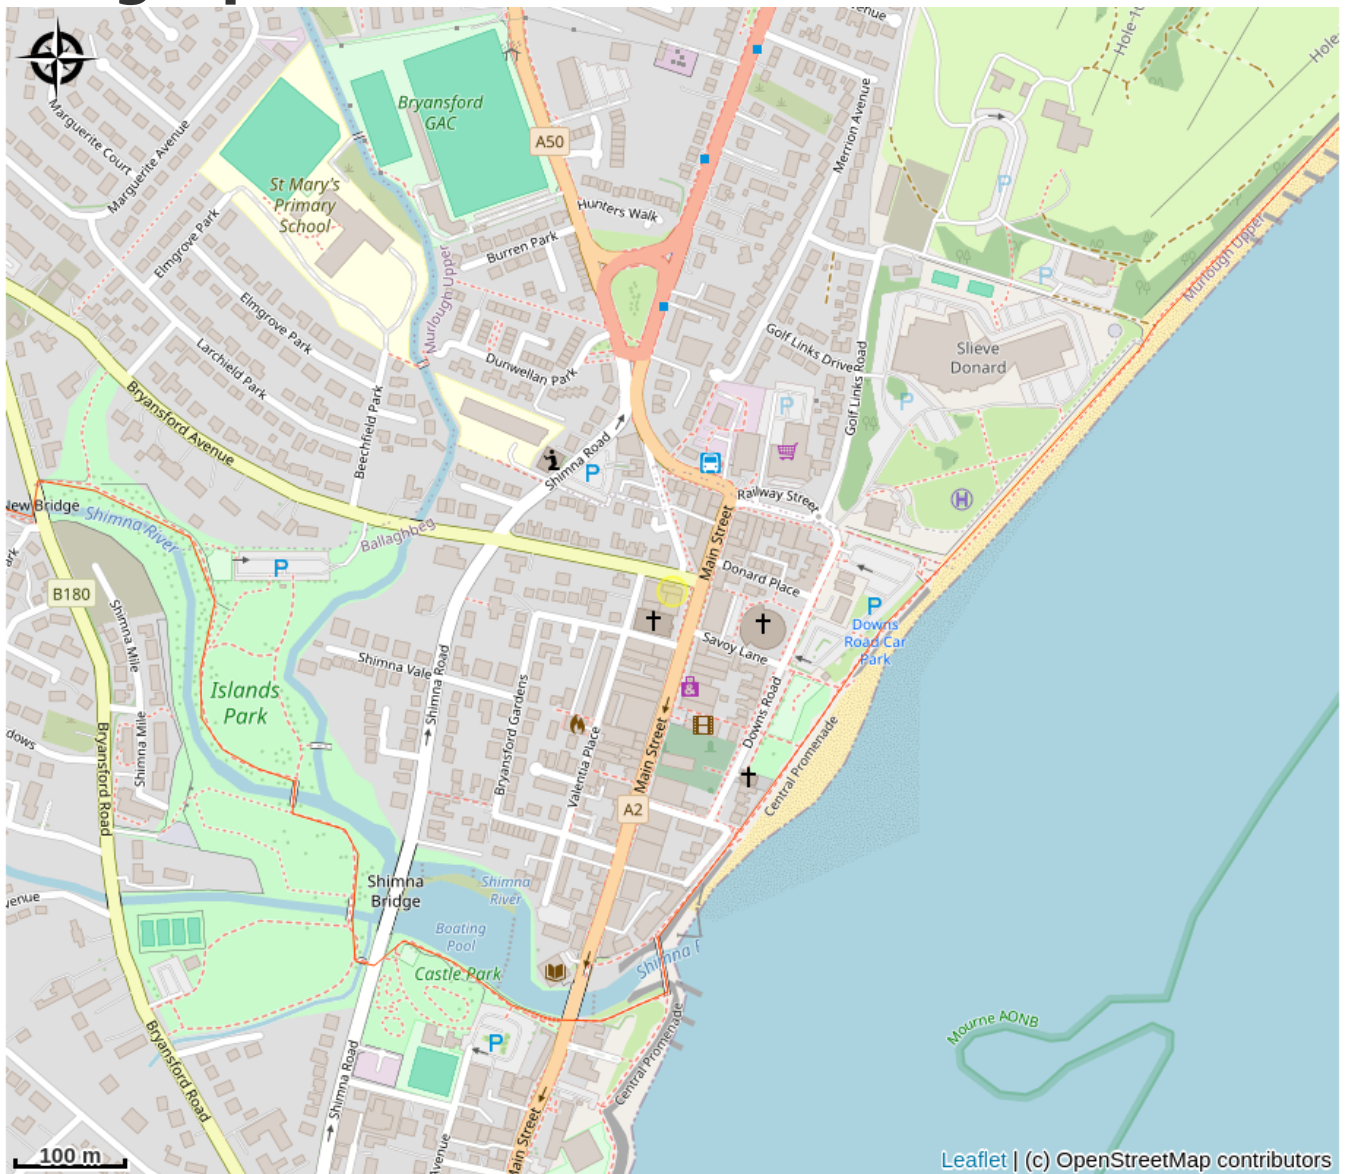 Marguerite Court
Marguerite Avenue
Bryansford
GAC
A50
Merrion Avenue
St Mary's
Primary
School
Hunters Walk
Burren Park
Elmgrove Park
Murlough Upper
Murlough Upper
Elmgrove Park
Larchfield Park
Dunwellan Park
Golf Links Drive
Golf Links Road
Slieve
Donard
P
P
P
P
Bryansford Avenue
Beechfield Park
Shimna Road
P
Railway Street
H
New Bridge
Shimna River
Ballaghbeg
Main Street
P
B180
Donard Place
P
Downs
Road Car
Park
Shimna Mile
Savoy Lane
Shimna Vale
Shimna Road
Islands
Park
Bryansford Gardens
&
Downs Road
Shimna Mile
Main Street
Valentia Place
Central Promenade
Bryansford Road
A2
Shimna
Bridge
Shimna
River
Boating
Pool
Castle Park
Mourne AONB
P
Bryansford Road
Shimna Road
Central Promenade
Main Street
Avenue
100 m
Leaflet | (c) OpenStreetMap contributors